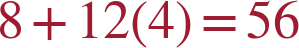 8 + 12(4) = 56